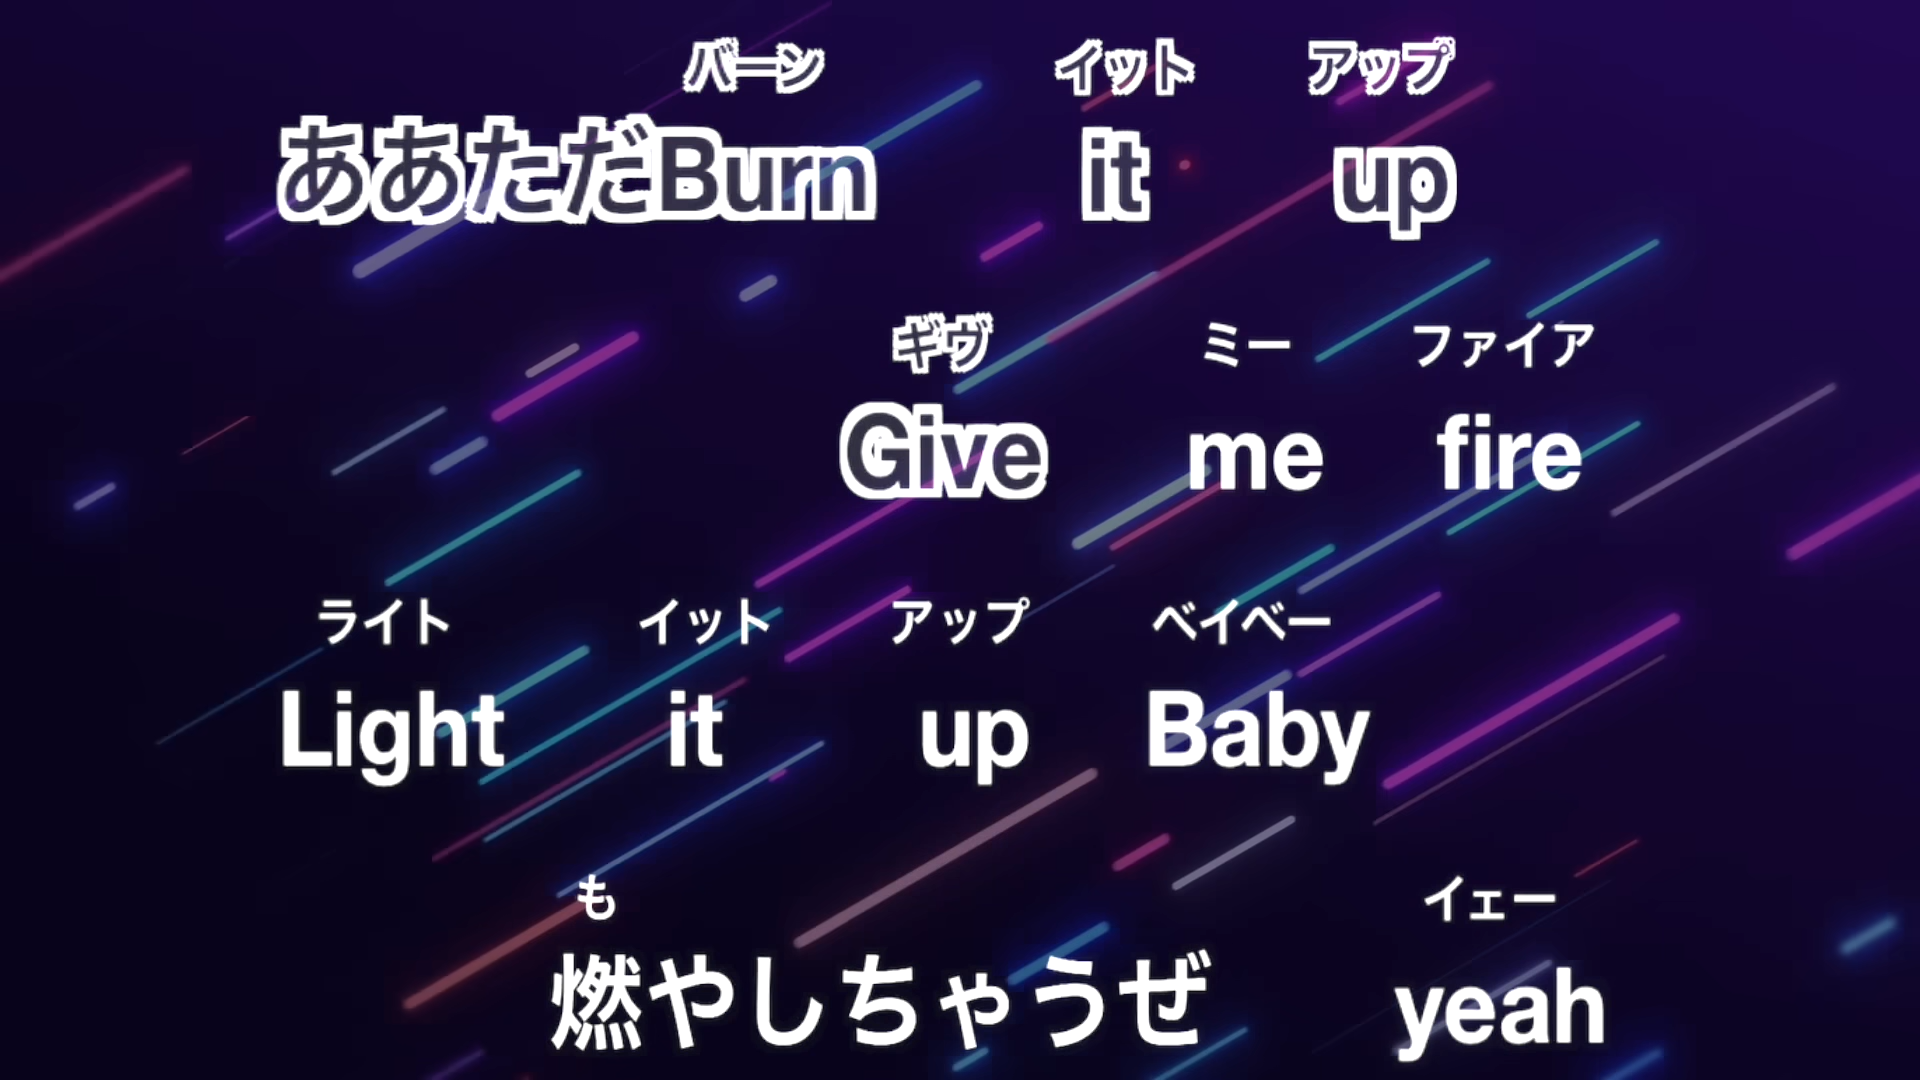 バーン イット アップ
ああただBurn it up
ギヴ ミー ファイア
Give me fire
ライト イット アップ ベイベー
Light it up Baby
も イェー
燃やしちゃうぜ yeah